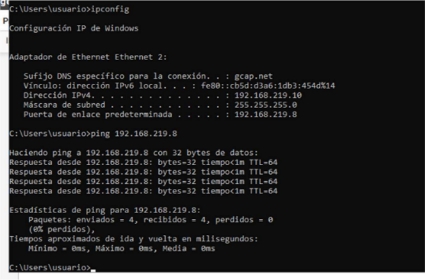 C:\Users\usuario>ipconfig
Configuración IP de Windows
Adaptador de Ethernet Ethernet 2:
Sufijo DNS específico para la conexión. . : gcap.net
Vínculo: dirección IPv6 local. . . : fe80::cb5d:d3a6:1db3:454d%14
Dirección IPv4. . . . . . . . . . . . . . : 192.168.219.10
Máscara de subred . . . . . . . . . . . . : 255.255.255.0
Puerta de enlace predeterminada . . . . . : 192.168.219.8
C:\Users\usuario>ping 192.168.219.8
Haciendo ping a 192.168.219.8 con 32 bytes de datos:
Respuesta desde 192.168.219.8: bytes=32 tiempo<1m TTL=64
Respuesta desde 192.168.219.8: bytes=32 tiempo<1m TTL=64
Respuesta desde 192.168.219.8: bytes=32 tiempo<1m TTL=64
Respuesta desde 192.168.219.8: bytes=32 tiempo<1m TTL=64
Estadísticas de ping para 192.168.219.8:
Paquetes: enviados = 4, recibidos = 4, perdidos = 0
(0% perdidos),
Tiempos aproximados de ida y vuelta en milisegundos:
Mínimo = 0ms, Máximo = 0ms, Media = 0ms
C:\Users\usuario>